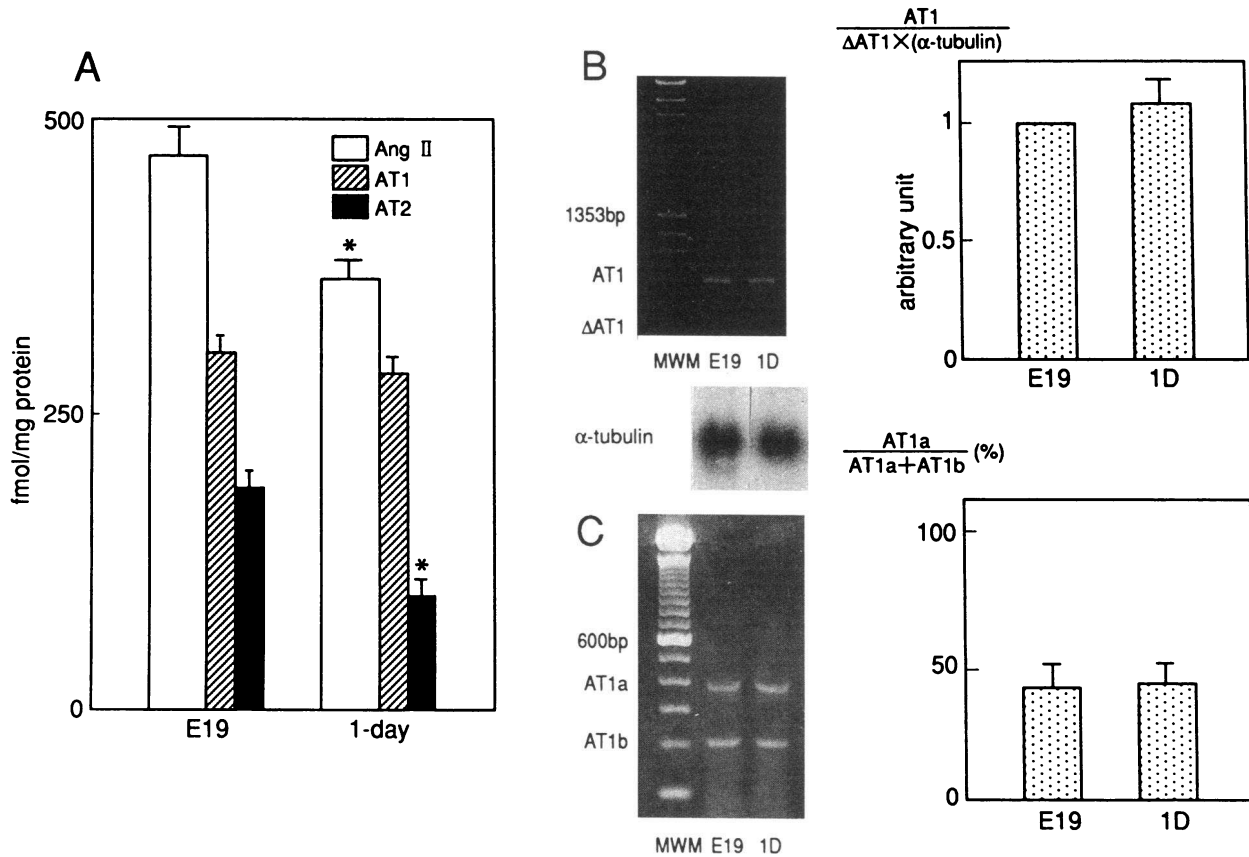 A
500
250
0
fmol/mg protein
Ang II
AT1
AT2
*
*
E19
1-day
B
1353bp
AT1
ΔAT1
MWM
E19
1D
α-tubulin
AT1
ΔAT1×(α-tubulin)
arbitrary unit
1
0.5
0
E19
1D
C
600bp
AT1a
AT1b
MWM
E19
1D
AT1a
AT1a+AT1b (%)
100
50
0
E19
1D